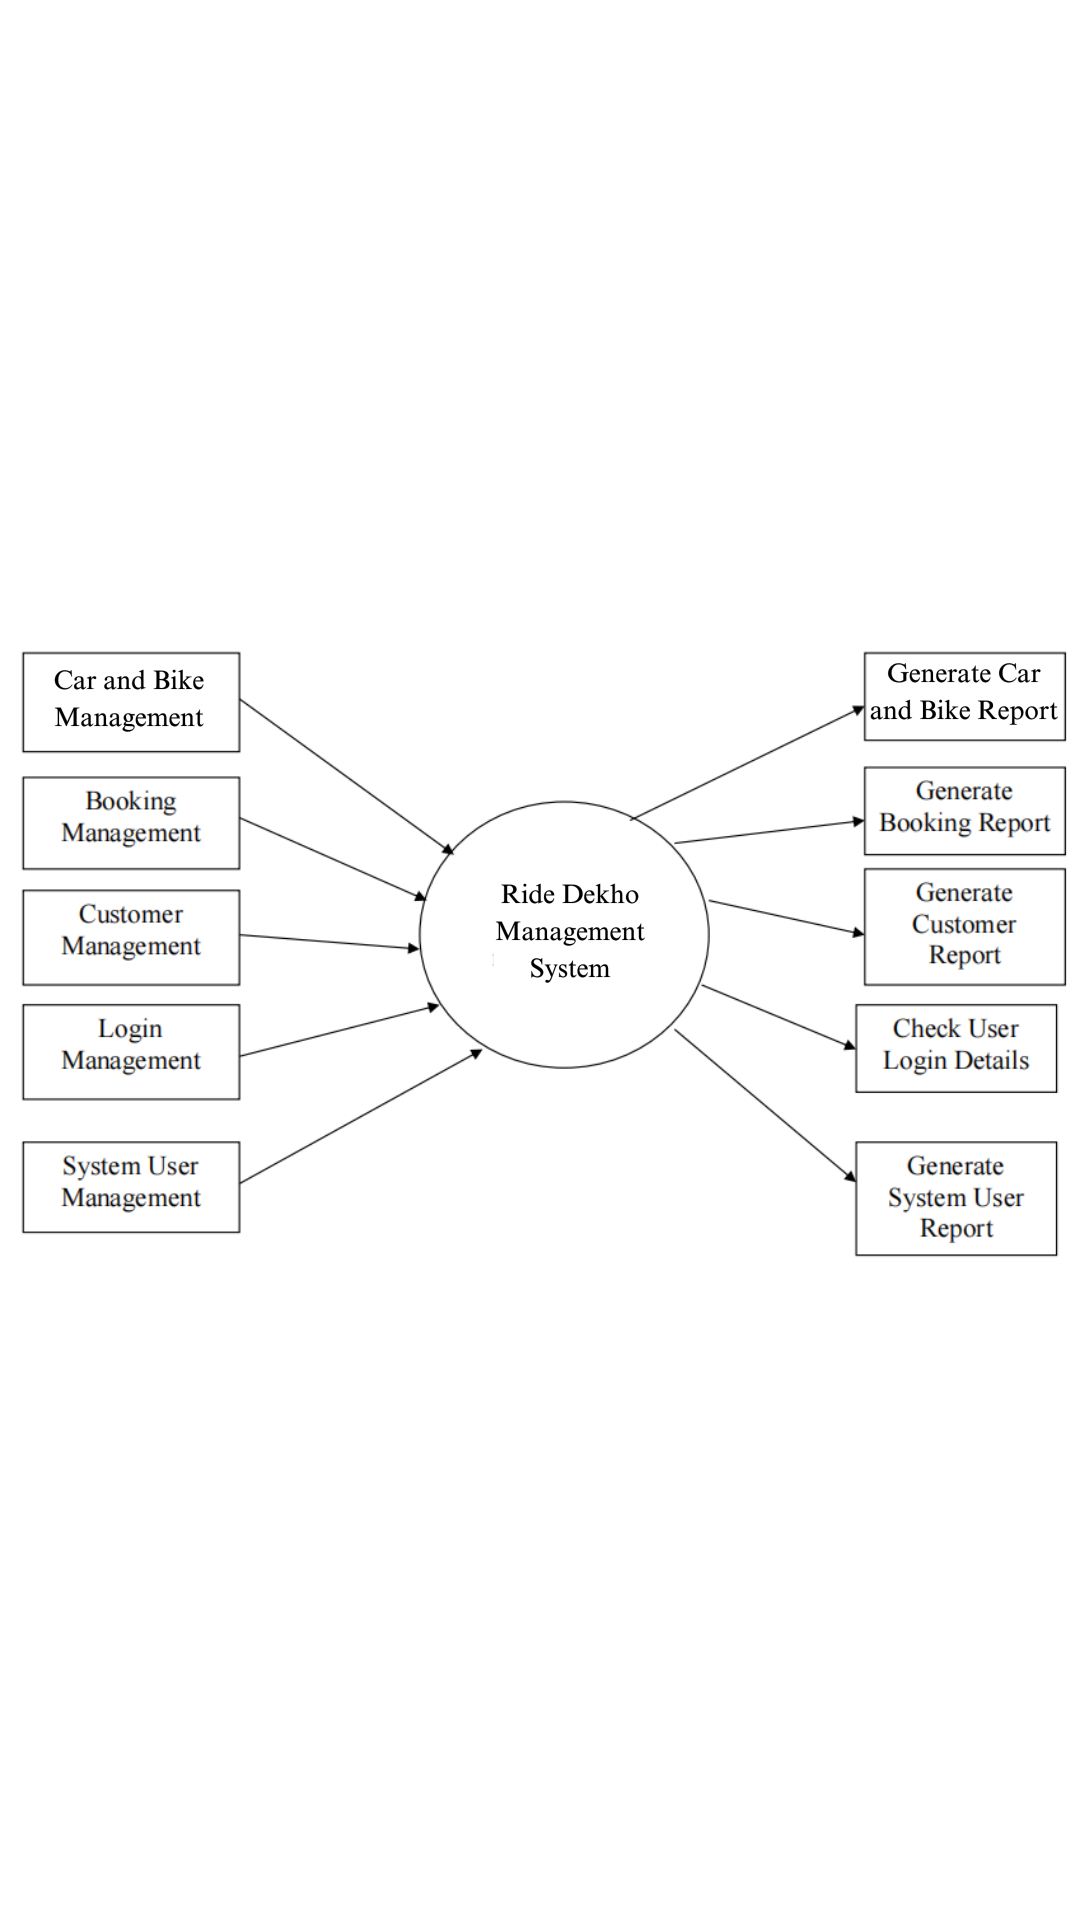 Car and Bike
Management
Booking
Management
Customer
Management
Login
Management
System User
Management
Ride Dekho
Management
System
Generate Car
and Bike Report
Generate
Booking Report
Generate
Customer
Report
Check User
Login Details
Generate
System User
Report